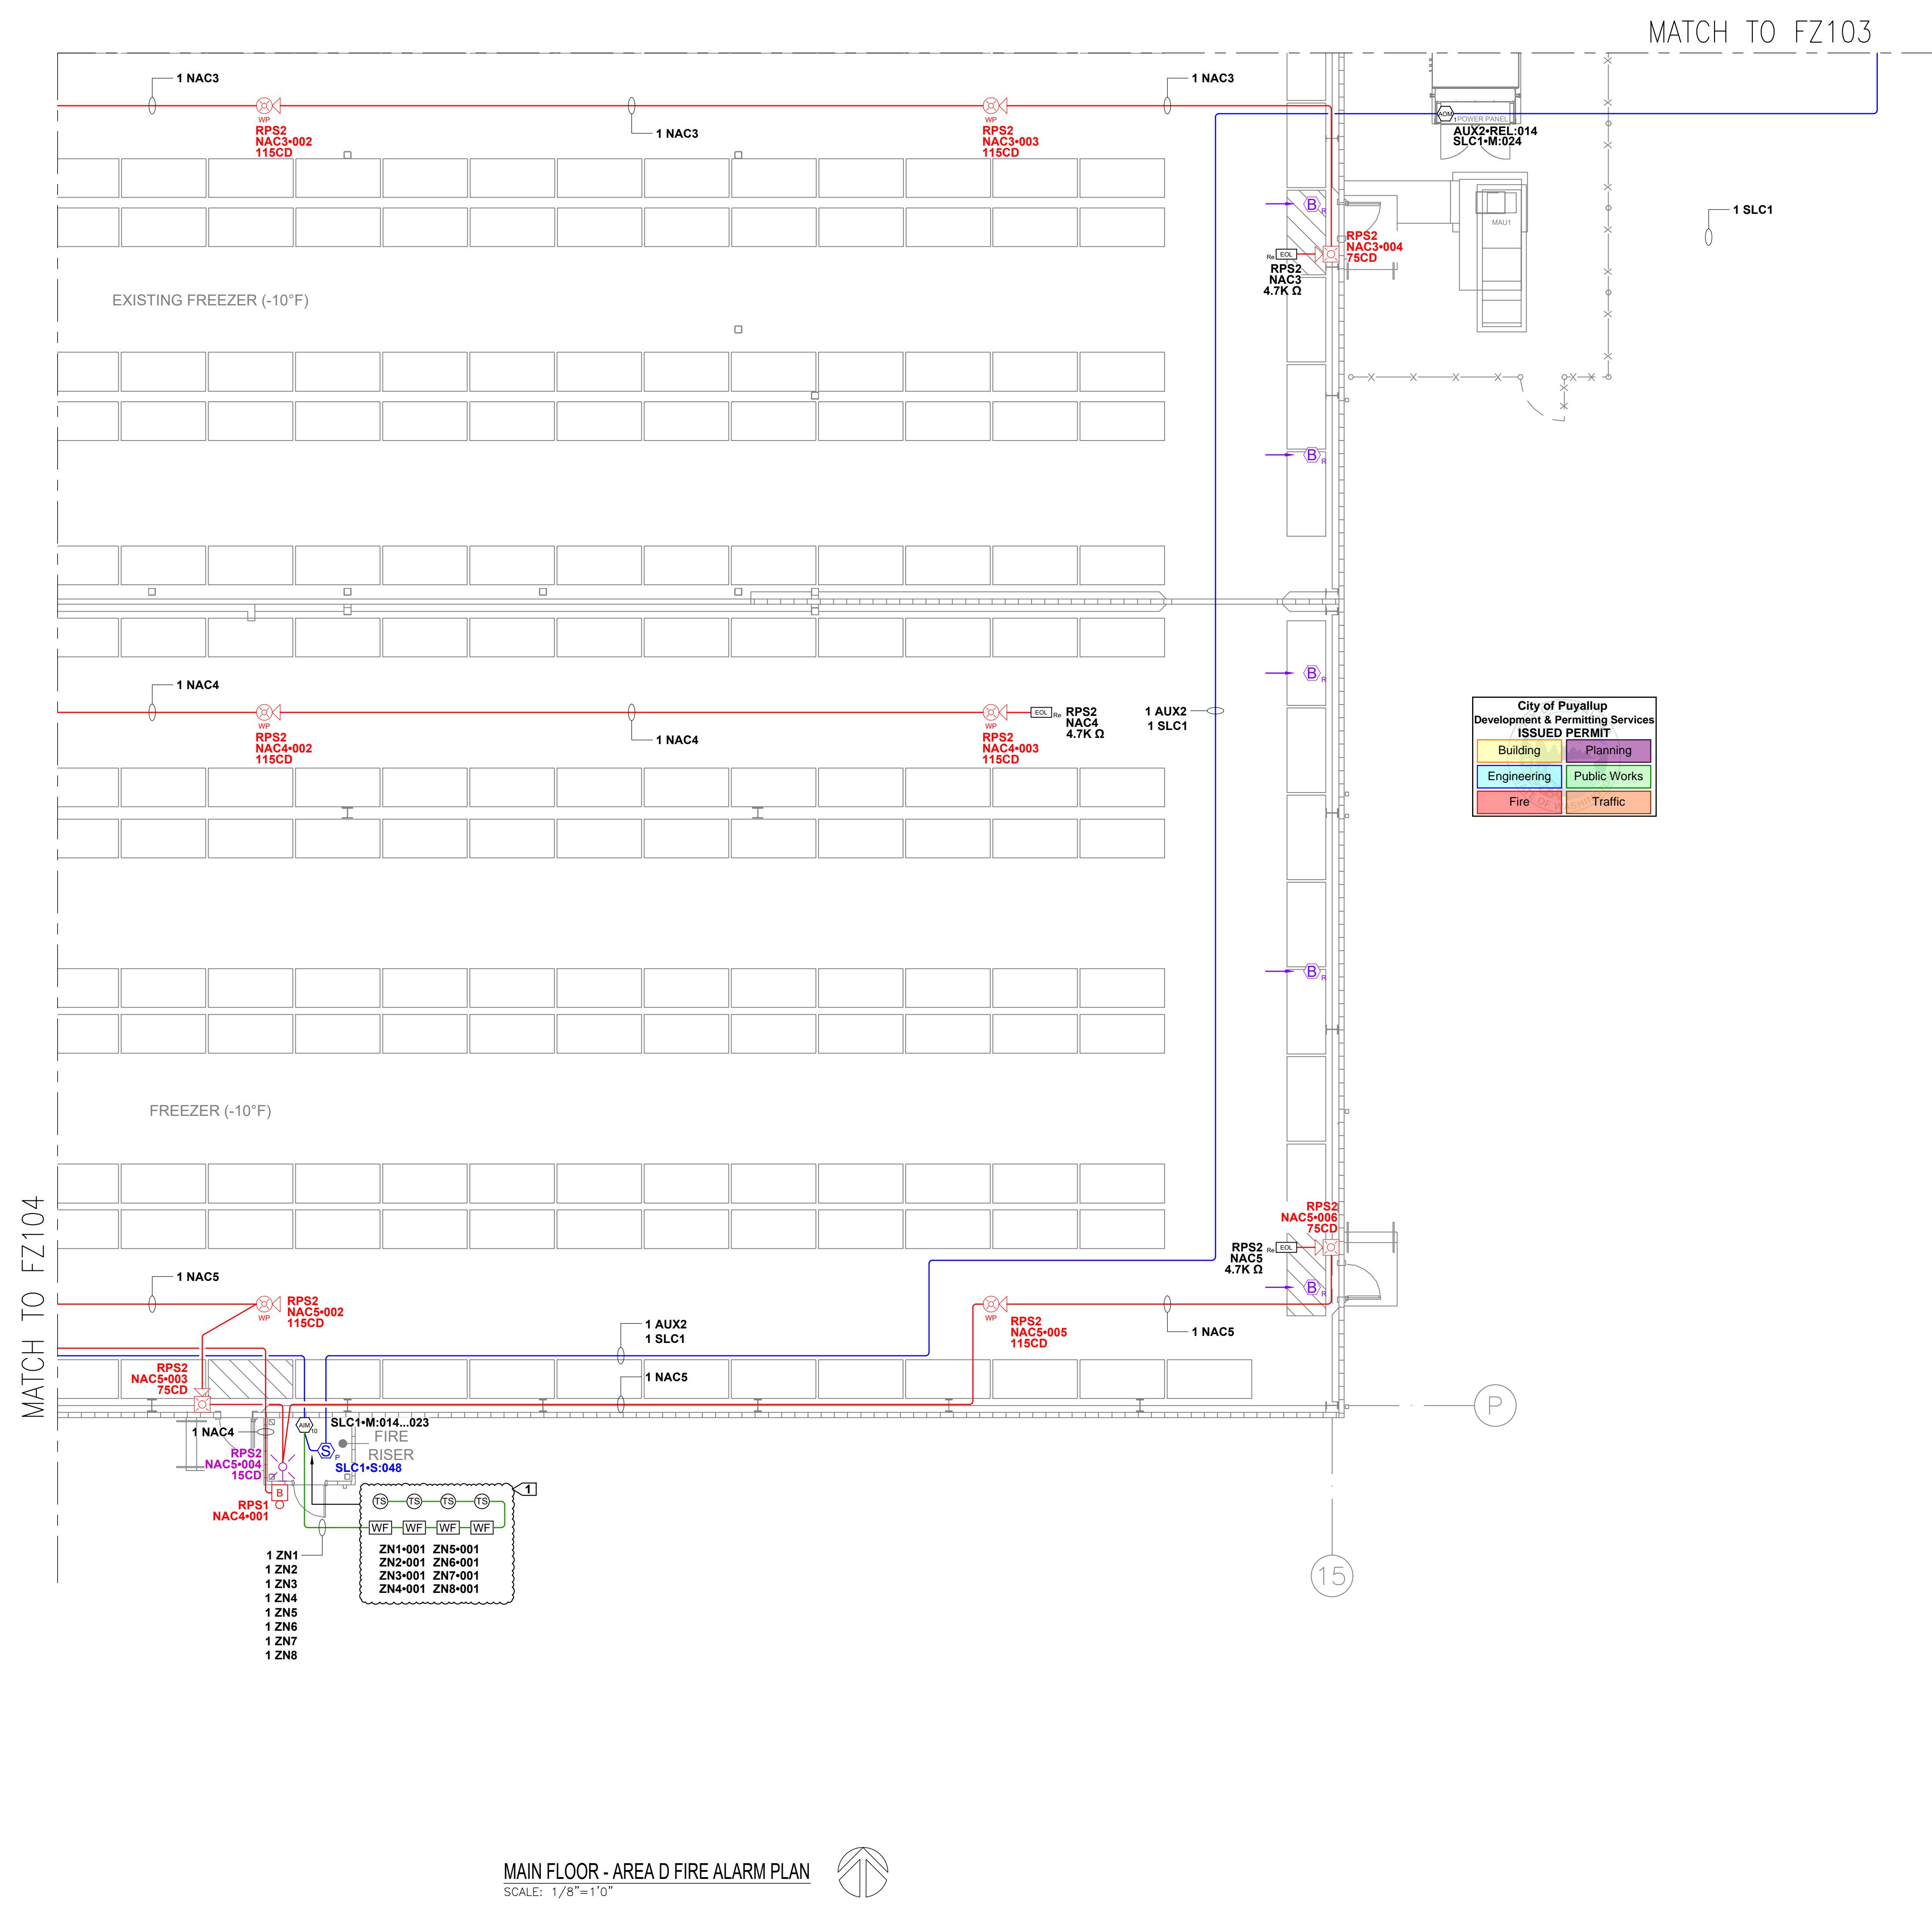 MATCH TO FZ103
1 NAC3
1 NAC3
1 NAC3
WP
RPS2
NAC3•002
115CD
WP
RPS2
NAC3•003
115CD
AOM
1
POWER PANEL
AUX2•REL:014
SLC1•M:024
B
R
MAU1
1 SLC1
RPS2
NAC3•004
75CD
Re
EOL
RPS2
NAC3
4.7K Ω
EXISTING FREEZER (-10°F)
B
R
B
R
1 NAC4
1 NAC4
WP
RPS2
NAC4•002
115CD
WP
RPS2
NAC4•003
115CD
EOL
Re
RPS2
NAC4
4.7K Ω
1 AUX2
1 SLC1
City of Puyallup
Development & Permitting Services
ISSUED PERMIT
Building
Planning
Engineering
Public Works
Fire
Traffic
B
R
FREEZER (-10°F)
MATCH TO FZ104
RPS2
NAC5•006
75CD
RPS2
NAC5
4.7K Ω
Re
EOL
B
R
1 NAC5
WP
RPS2
NAC5•002
115CD
1 AUX2
1 SLC1
WP
RPS2
NAC5•005
115CD
1 NAC5
RPS2
NAC5•003
75CD
1 NAC5
P
1 NAC4
AIM
10
SLC1•M:014...023
FIRE
RISER
S
P
SLC1•S:048
RPS2
NAC5•004
15CD
B
RPS1
NAC4•001
1
TS TS TS TS
WF WF WF WF
ZN1•001 ZN5•001
ZN2•001 ZN6•001
ZN3•001 ZN7•001
ZN4•001 ZN8•001
1 ZN1
1 ZN2
1 ZN3
1 ZN4
1 ZN5
1 ZN6
1 ZN7
1 ZN8
15
MAIN FLOOR - AREA D FIRE ALARM PLAN
SCALE: 1/8"=1'0"